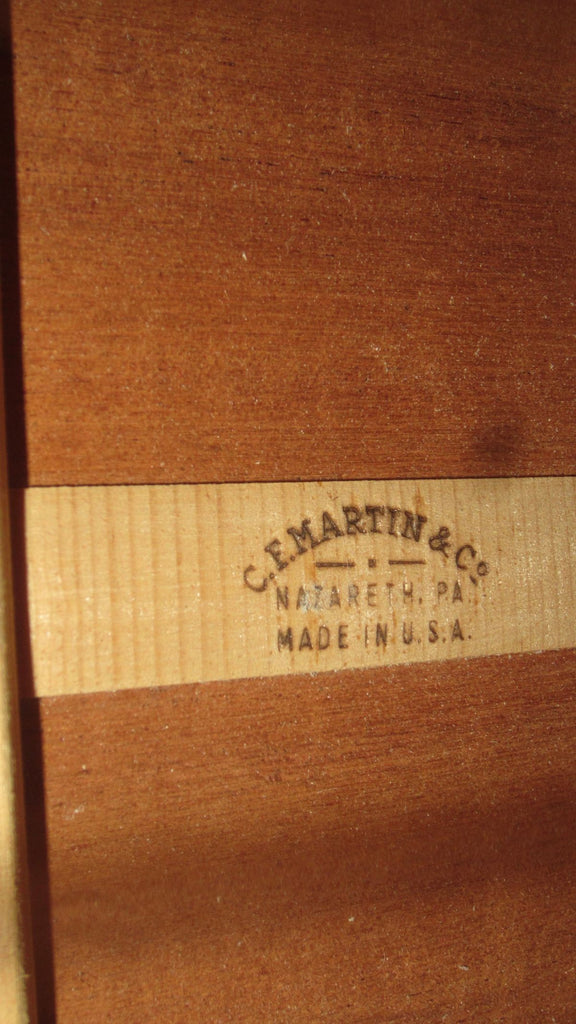 C.F. MARTIN & Co.
NAZARETH, PA.
MADE IN U.S.A.